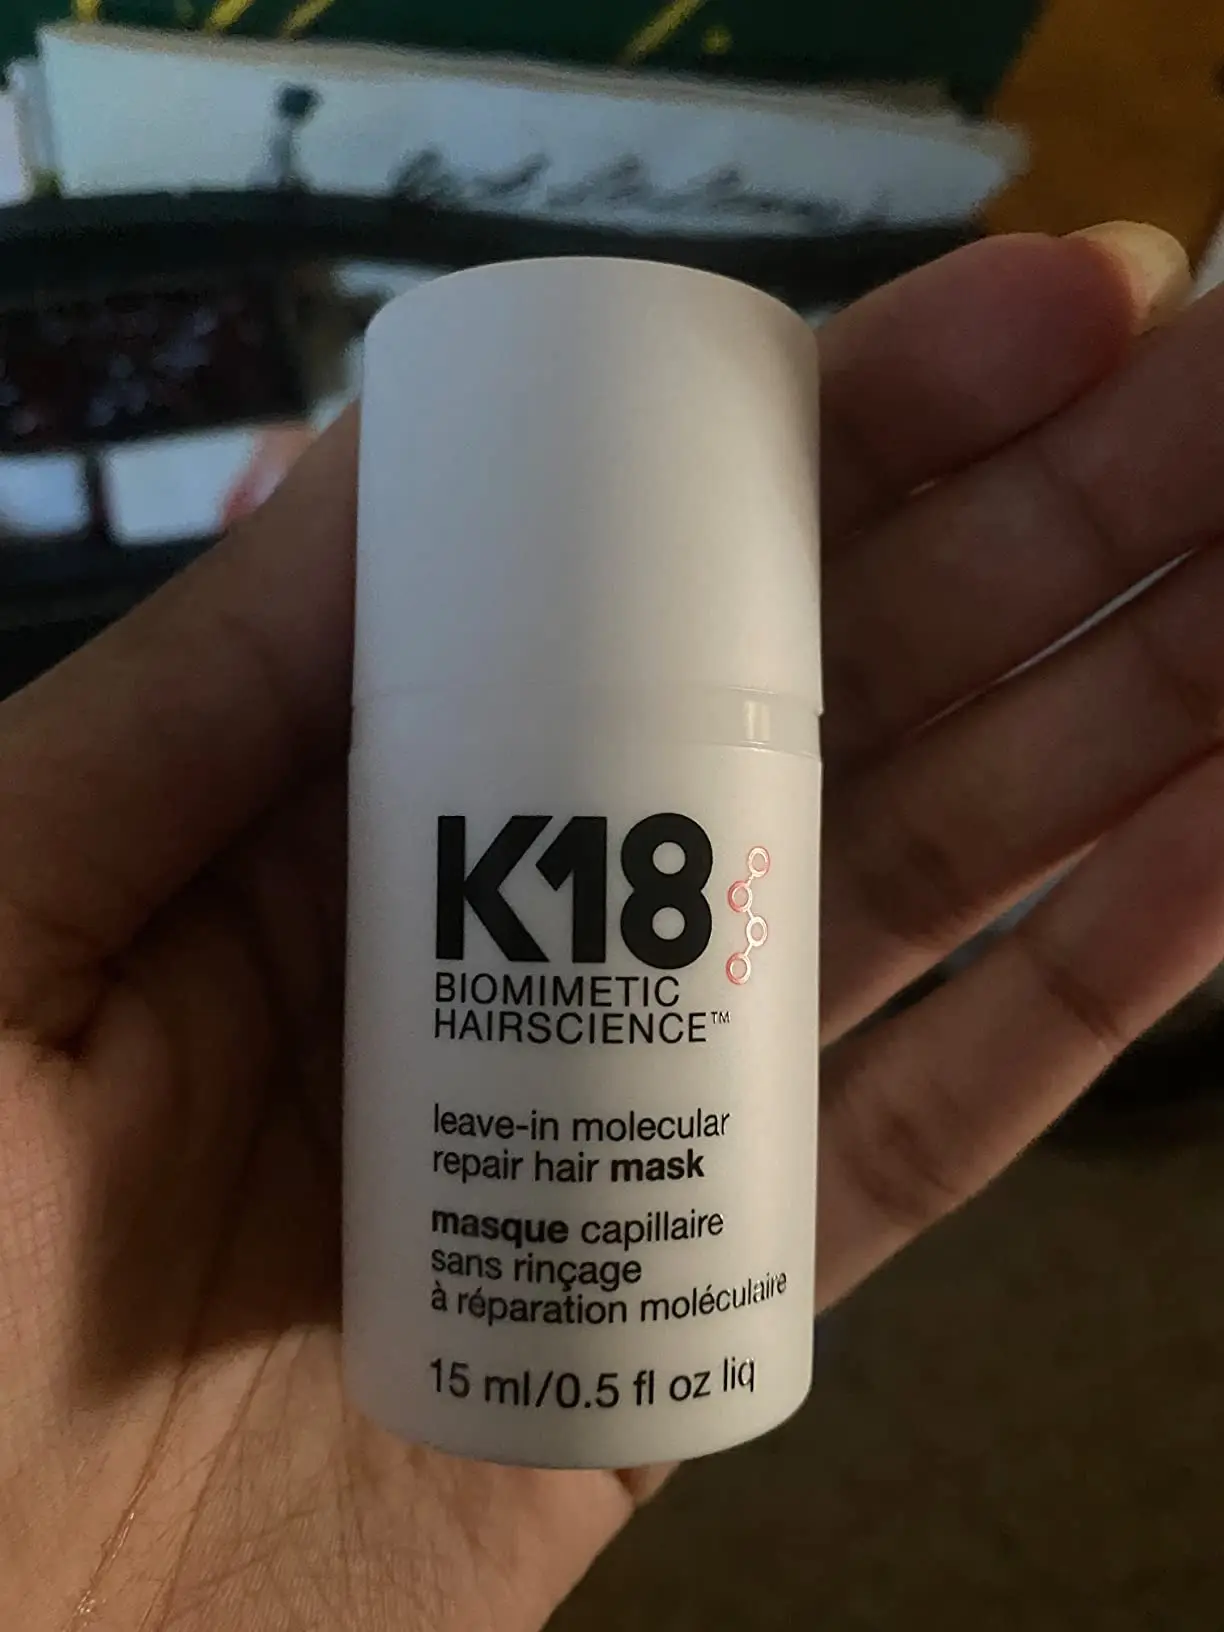 K18
BIOMIMETIC
HAIRSCIENCE™
leave-in molecular
repair hair mask
masque capillaire
sans rinçage
à réparation moléculaire
15 ml/0.5 fl oz liq